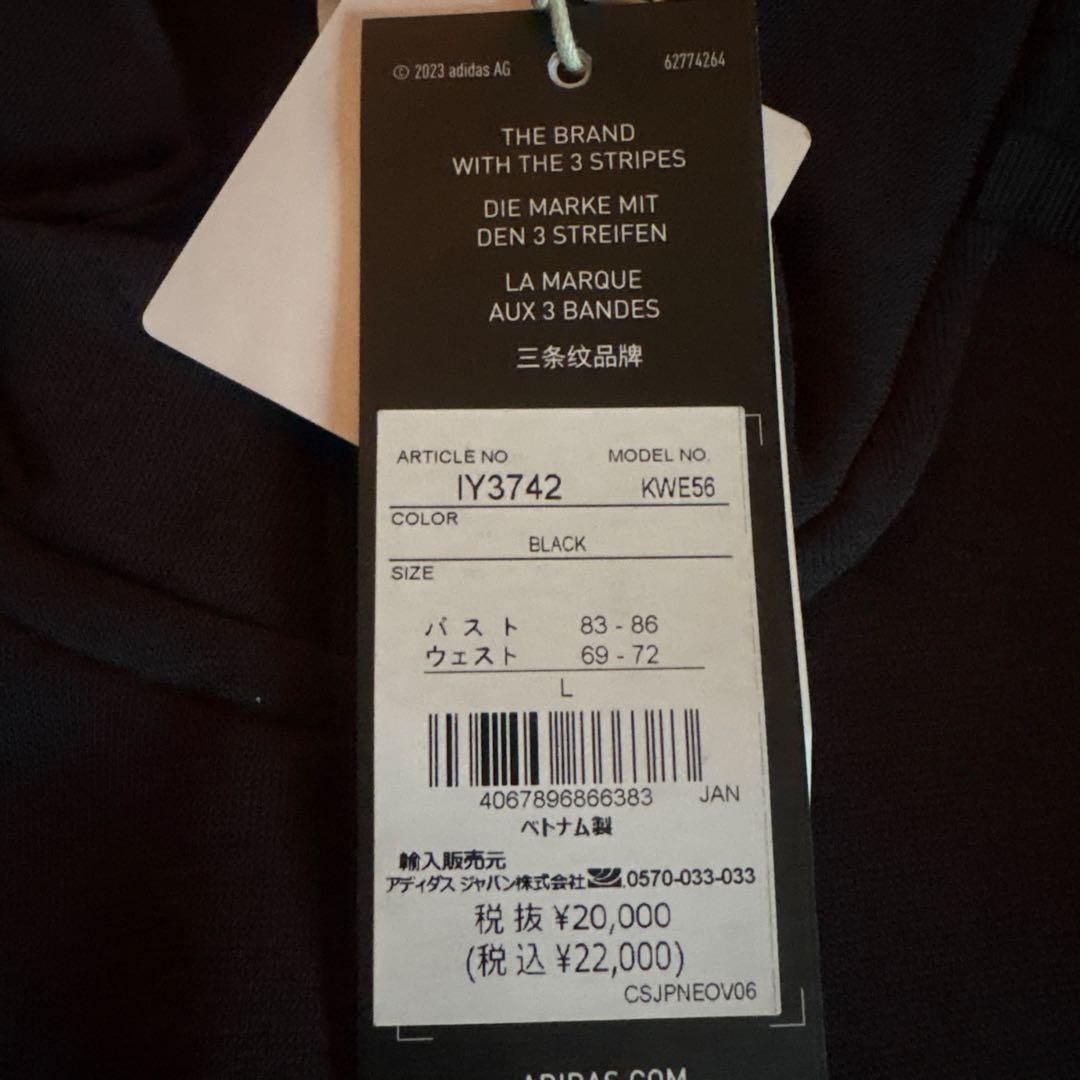 © 2023 adidas AG
62774264
THE BRAND
WITH THE 3 STRIPES
DIE MARKE MIT
DEN 3 STREIFEN
LA MARQUE
AUX 3 BANDES
三条纹品牌
ARTICLE NO MODEL NO.
IY3742 KWE56
COLOR
BLACK
SIZE
バスト 83 - 86
ウェスト 69 - 72
L
4067896866383 JAN
ベトナム製
輸入販売元
アディダス ジャパン株式会社 0570-033-033
税抜 ¥20,000
(税込 ¥22,000)
CSJPNEOV06
ADIDAS.COM